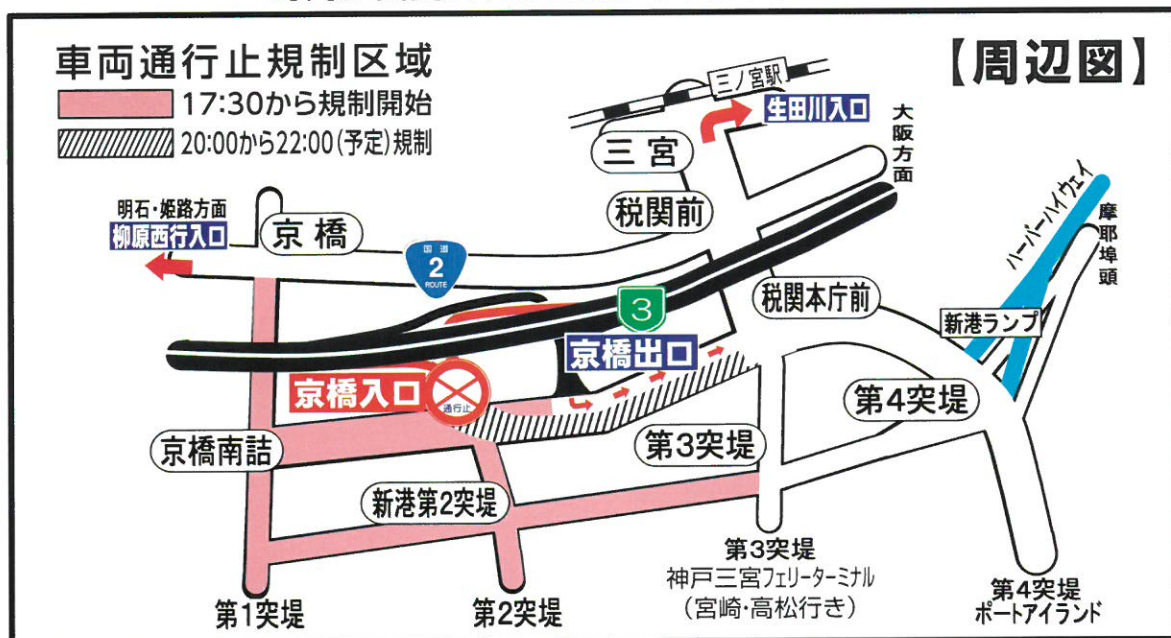 車両通行止規制区域
17:30から規制開始
20:00から22:00(予定)規制
【周辺図】
三ノ宮駅
生田川入口
三宮
大阪方面
税関前
明石・姫路方面
柳原西行入口
京橋
国道
2
ROUTE
3
京橋出口
税関本庁前
ハーバーハイウェイ
摩耶埠頭
新港ランプ
京橋入口
通行止
第4突堤
京橋南詰
第3突堤
新港第2突堤
第1突堤
第2突堤
第3突堤
神戸三宮フェリーターミナル
(宮崎・高松行き)
第4突堤
ポートアイランド